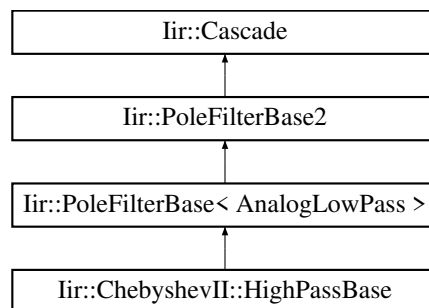 Iir::Cascade
Iir::PoleFilterBase2
Iir::PoleFilterBase< AnalogLowPass >
Iir::ChebyshevII::HighPassBase